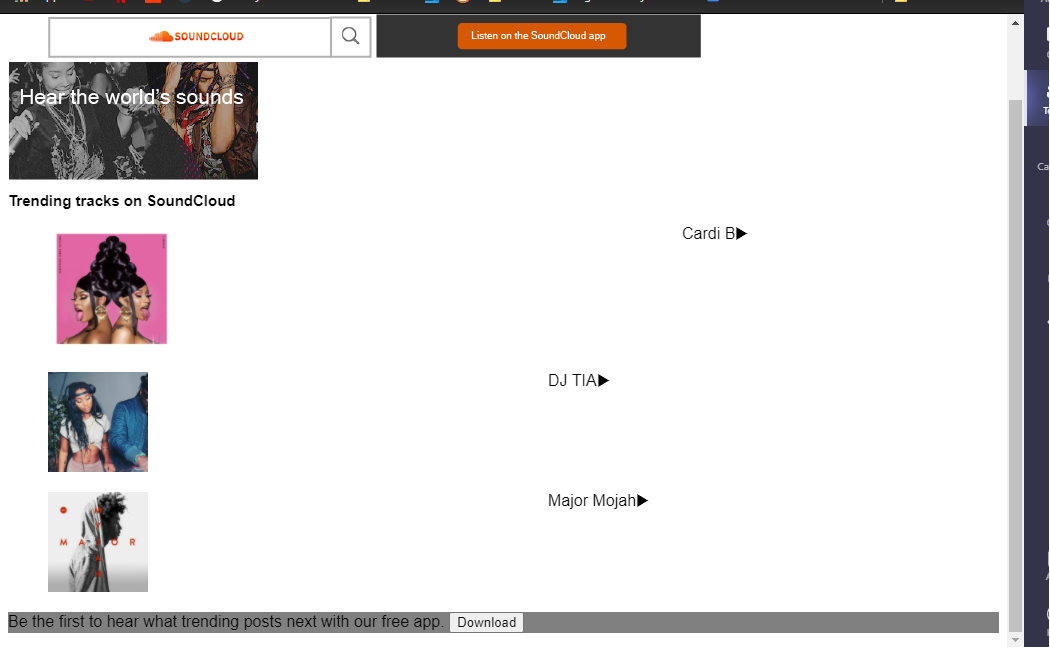 SOUNDCLOUD
Listen on the SoundCloud app
Hear the world's sounds
Trending tracks on SoundCloud
Cardi B▶
DJ TIA▶
Major Mojah▶
M A J O R
Be the first to hear what trending posts next with our free app. Download